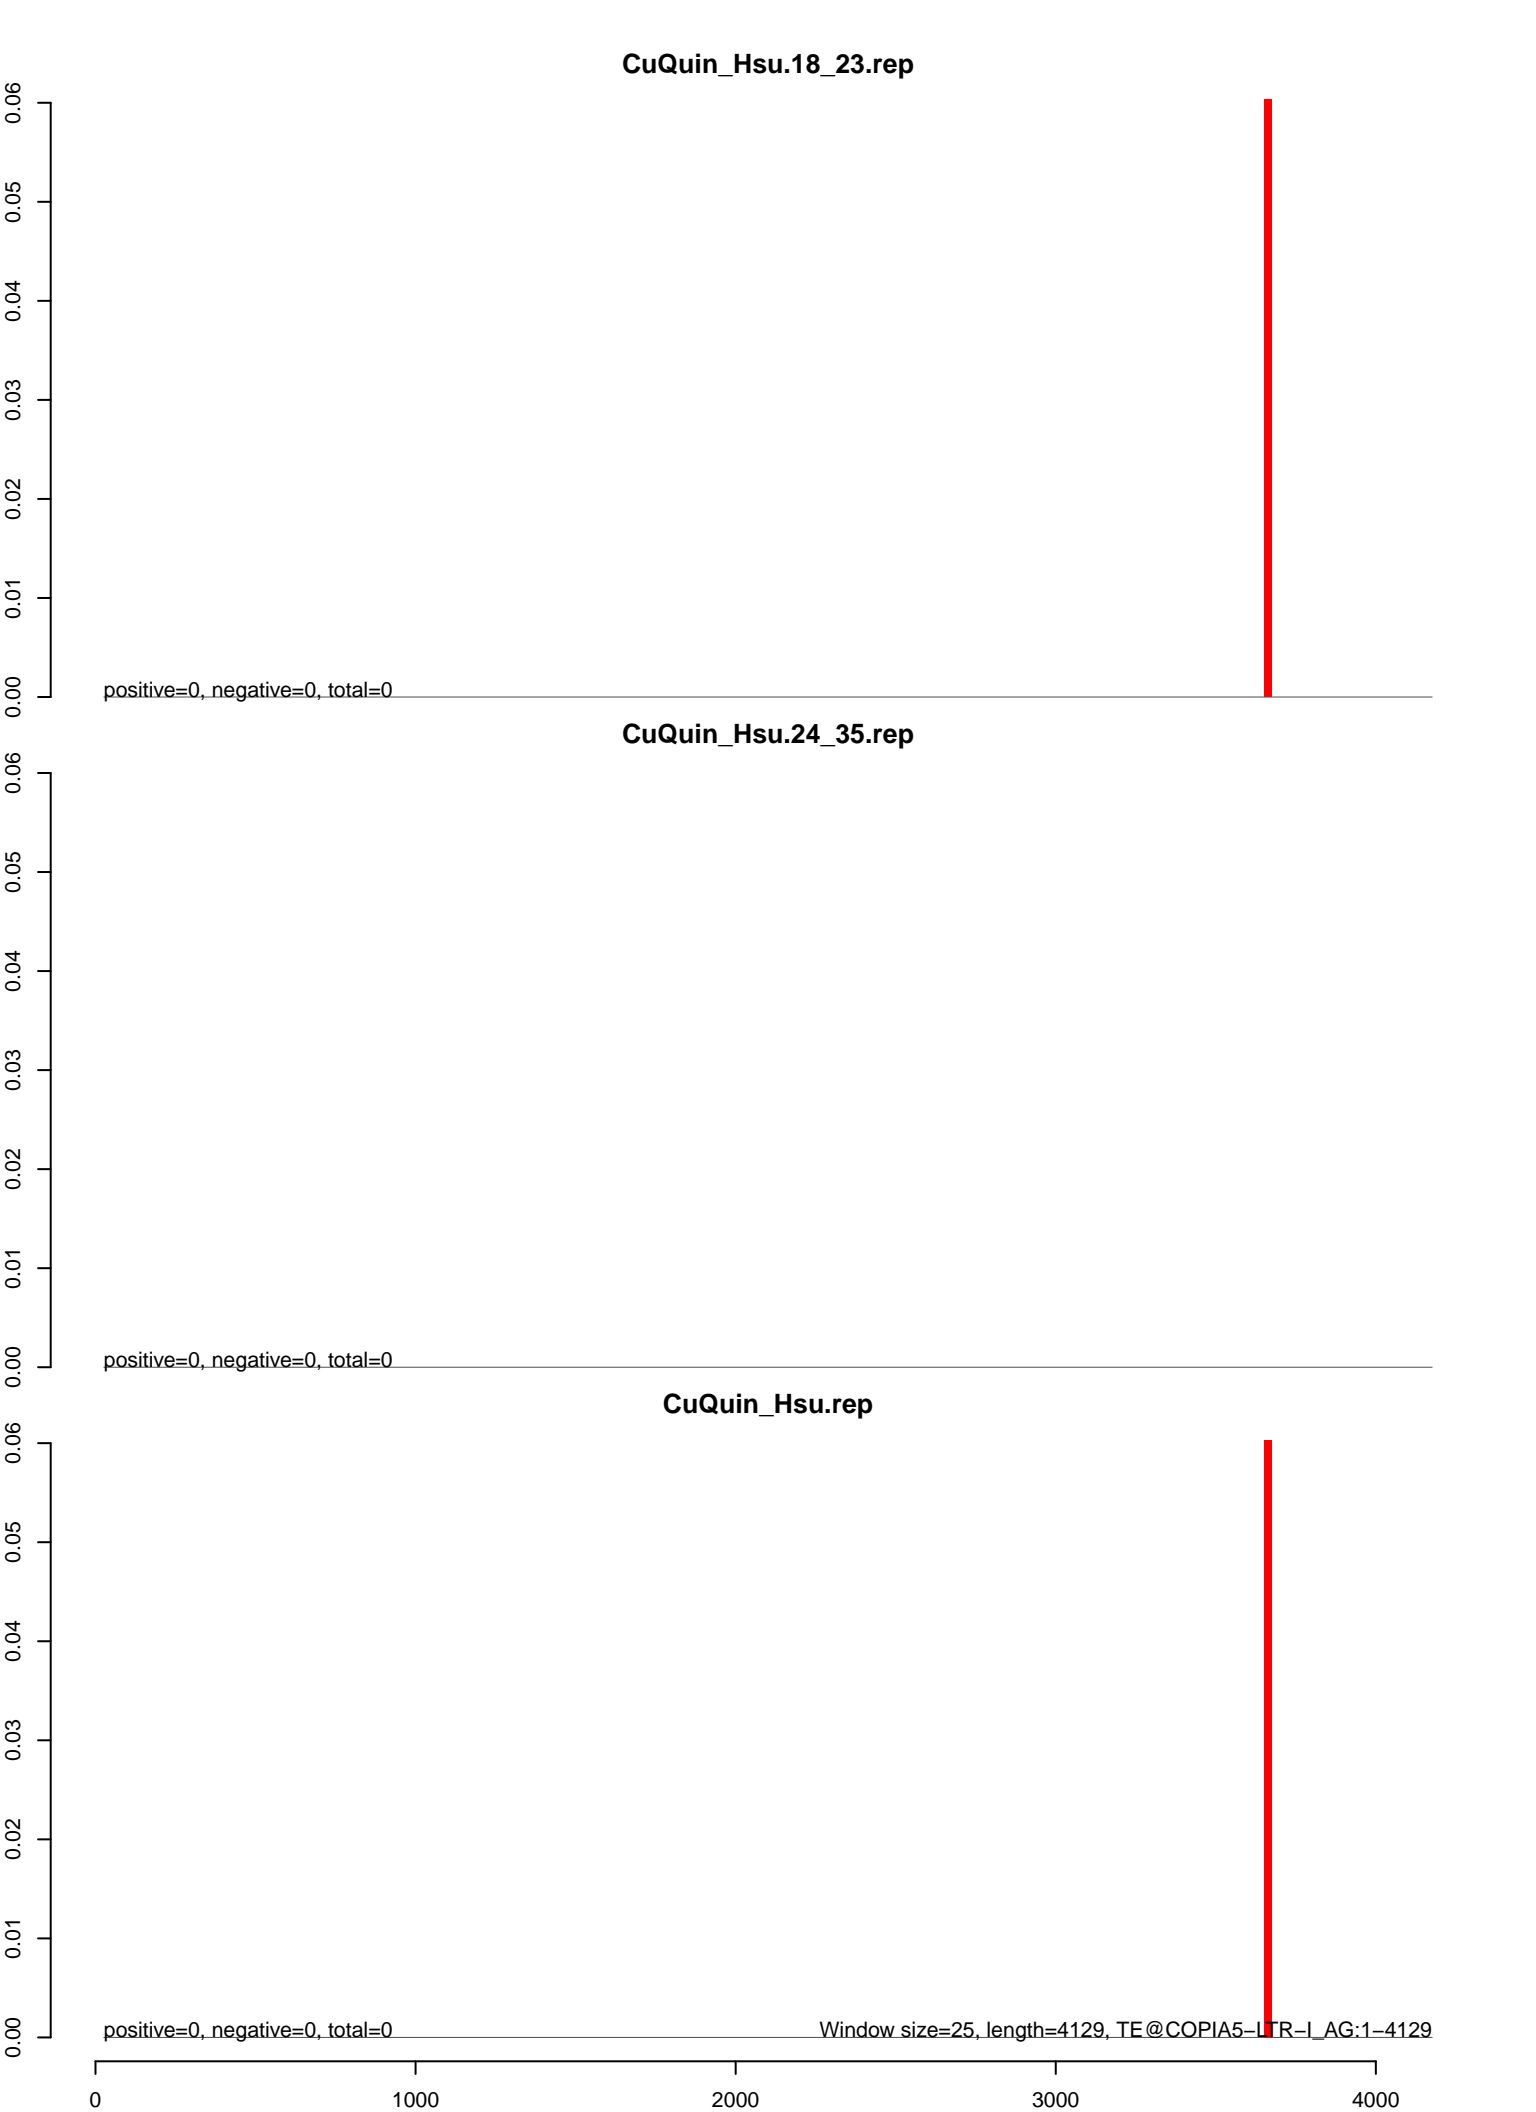 CuQuin_Hsu.18_23.rep
0.06
0.05
0.04
0.03
0.02
0.01
0.00
positive=0, negative=0, total=0
CuQuin_Hsu.24_35.rep
0.06
0.05
0.04
0.03
0.02
0.01
0.00
positive=0, negative=0, total=0
CuQuin_Hsu.rep
0.06
0.05
0.04
0.03
0.02
0.01
0.00
positive=0, negative=0, total=0
Window size=25, length=4129, TE@COPIA5−LTR−I_AG:1−4129
0 1000 2000 3000 4000